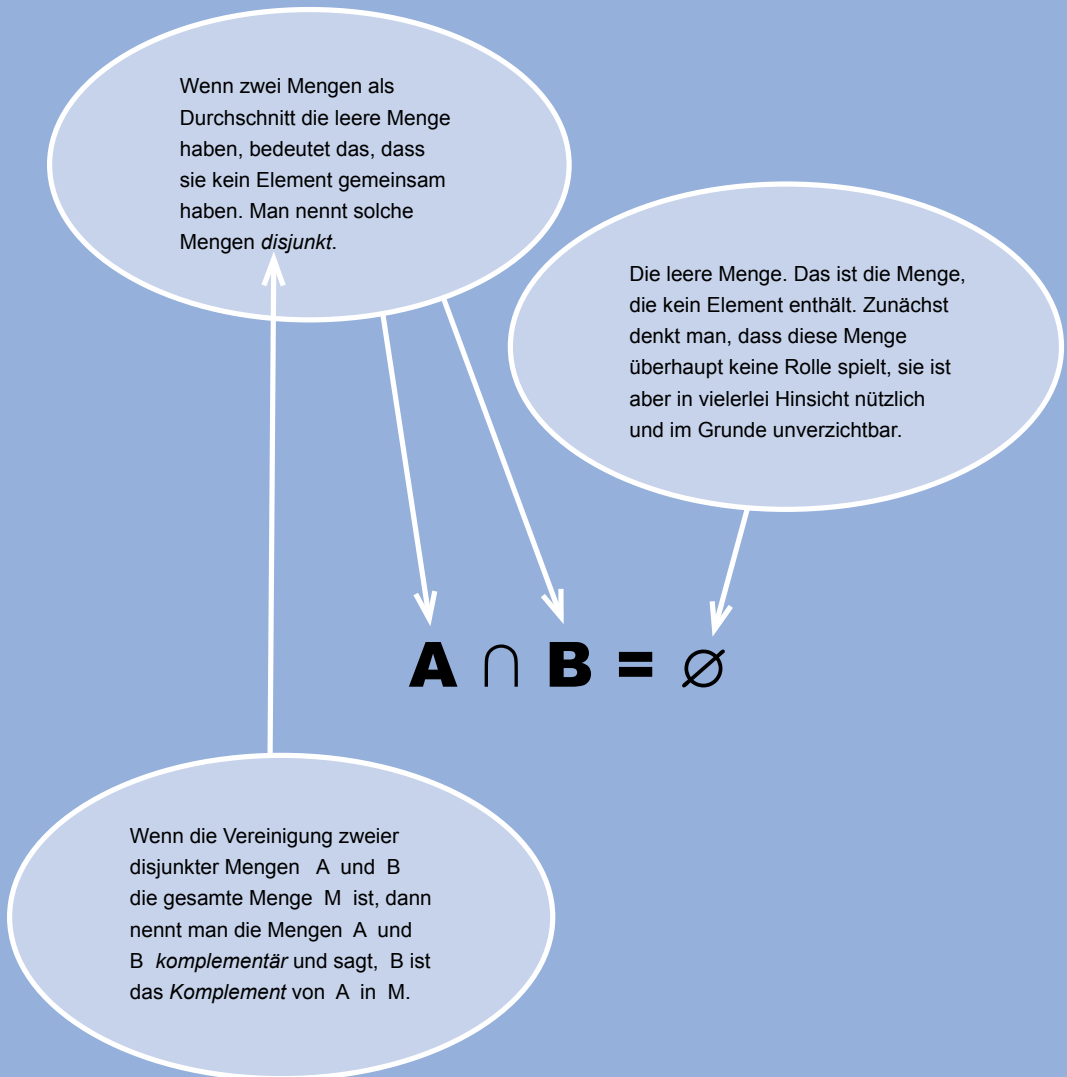 Wenn zwei Mengen als
Durchschnitt die leere Menge
haben, bedeutet das, dass
sie kein Element gemeinsam
haben. Man nennt solche
Mengen disjunkt.
Die leere Menge. Das ist die Menge,
die kein Element enthält. Zunächst
denkt man, dass diese Menge
überhaupt keine Rolle spielt, sie ist
aber in vielerlei Hinsicht nützlich
und im Grunde unverzichtbar.
A ∩ B = ∅
Wenn die Vereinigung zweier
disjunkter Mengen A und B
die gesamte Menge M ist, dann
nennt man die Mengen A und
B komplementär und sagt, B ist
das Komplement von A in M.